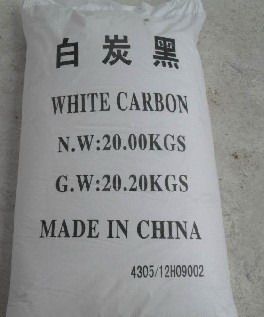 白炭黑
WHITE CARBON
N.W:20.00KGS
G.W:20.20KGS
MADE IN CHINA
4305/12H09002